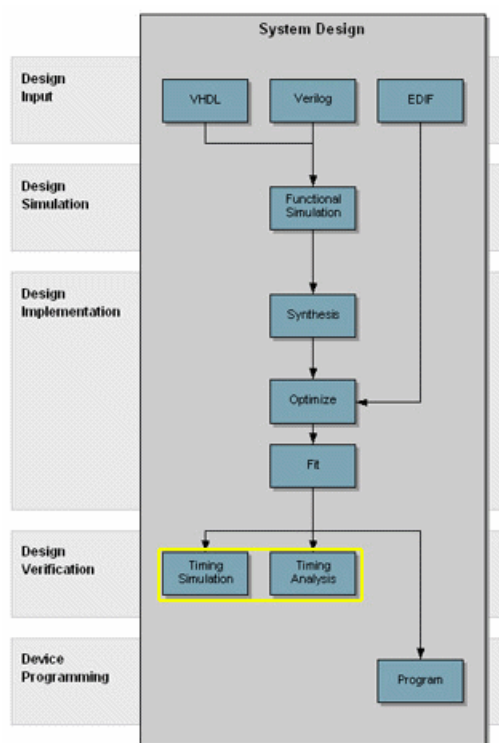 System Design
Design
Input
VHDL
Verilog
EDIF
Design
Simulation
Functional
Simulation
Design
Implementation
Synthesis
Optimize
Fit
Design
Verification
Timing
Simulation
Timing
Analysis
Device
Programming
Program